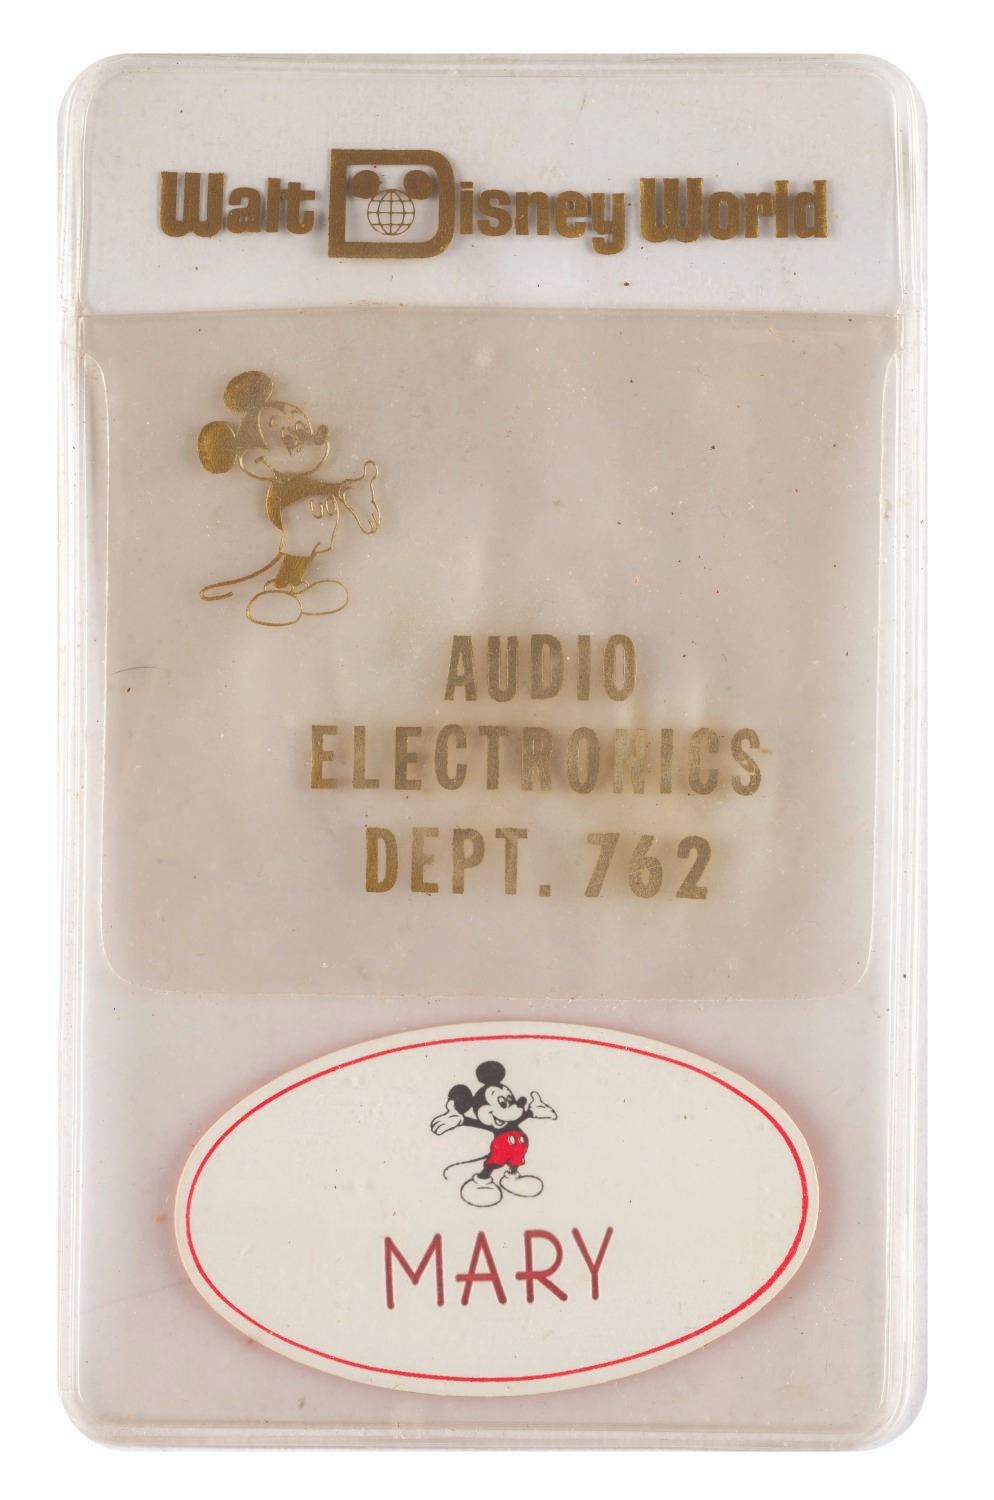 Walt Disney World
AUDIO
ELECTRONICS
DEPT. 762
MARY